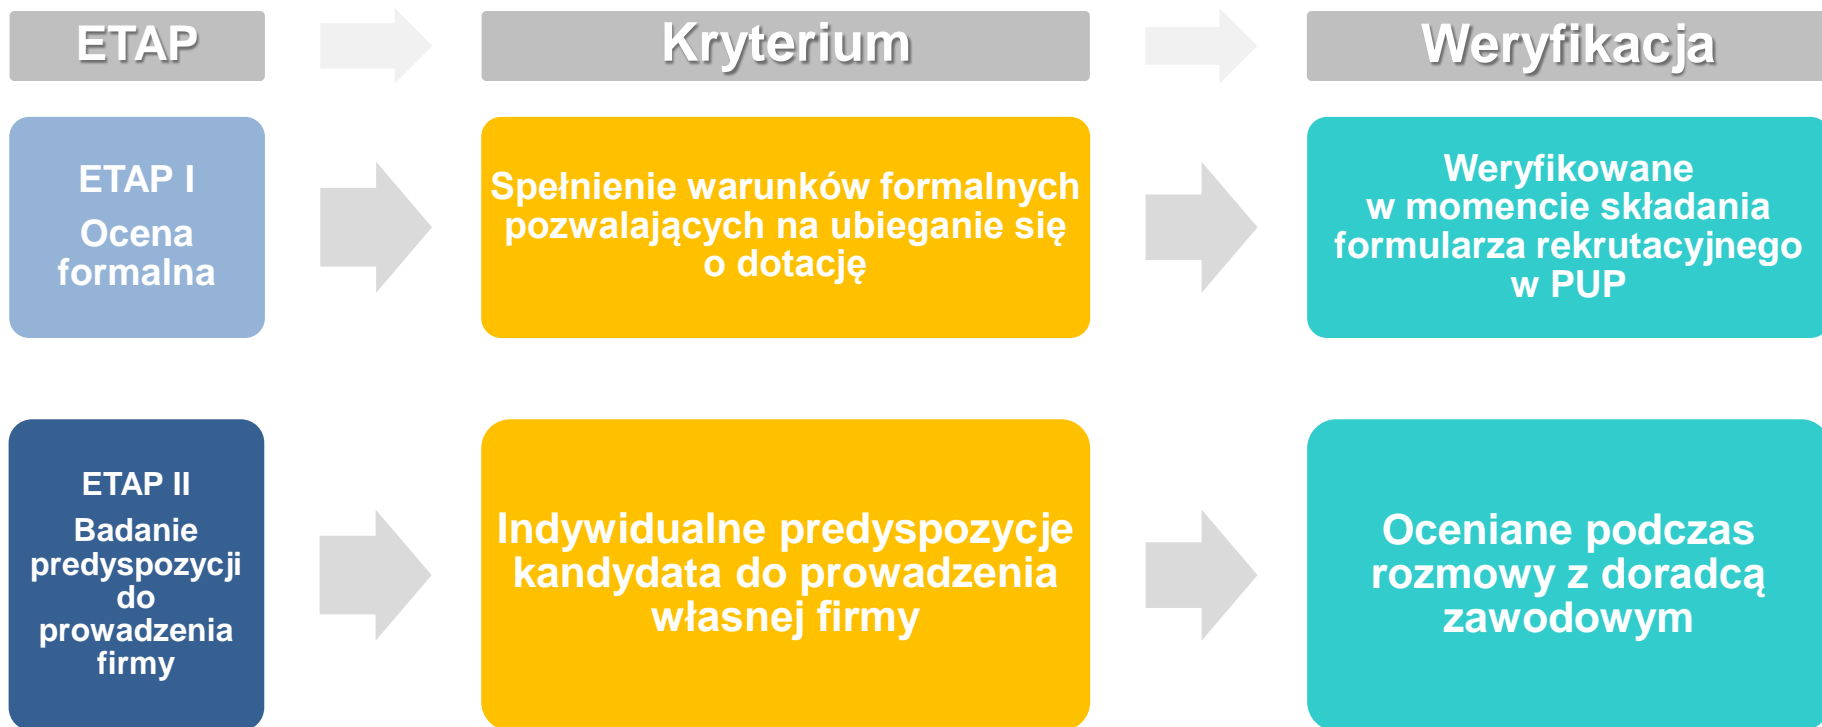 ETAP
Kryterium
Weryfikacja
ETAP I
Ocena
formalna
Spełnienie warunków formalnych
pozwalających na ubieganie się
o dotację
Weryfikowane
w momencie składania
formularza rekrutacyjnego
w PUP
ETAP II
Badanie
predyspozycji
do
prowadzenia
firmy
Indywidualne predyspozycje
kandydata do prowadzenia
własnej firmy
Oceniane podczas
rozmowy z doradcą
zawodowym